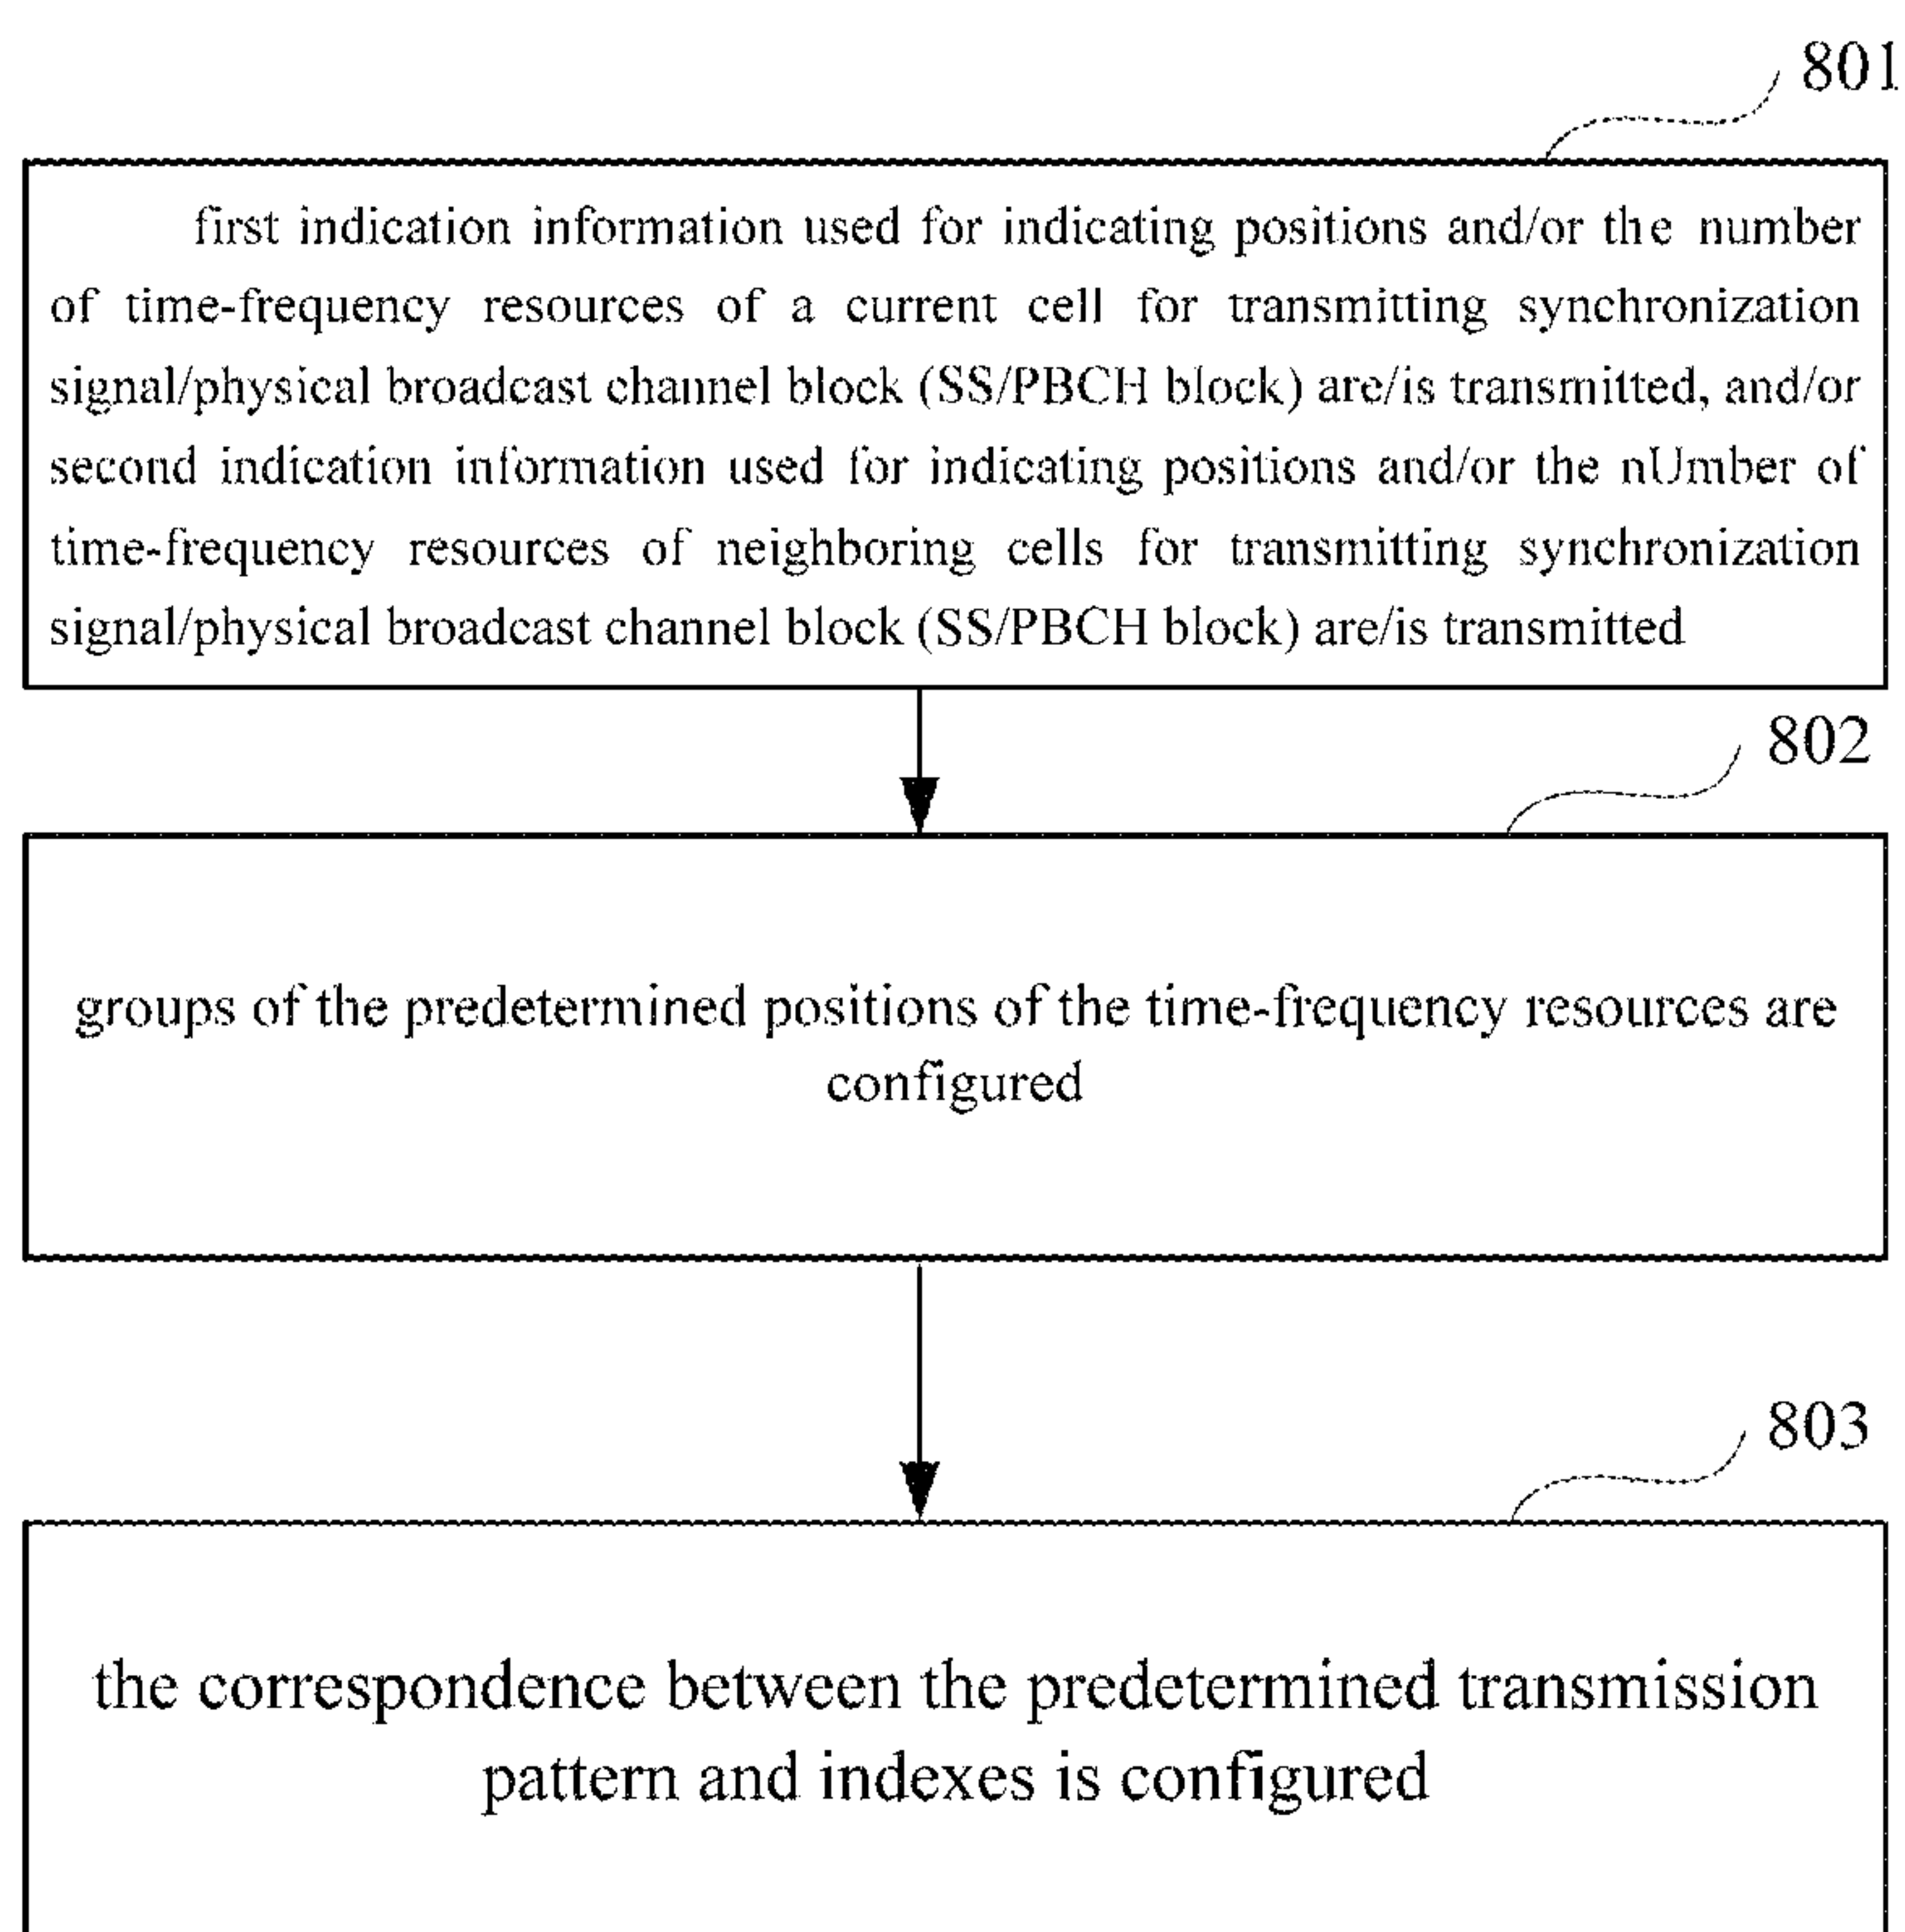 801
first indication information used for indicating positions and/or the number
of time-frequency resources of a current cell for transmitting synchronization
signal/physical broadcast channel block (SS/PBCH block) are/is transmitted, and/or
second indication information used for indicating positions and/or the nUmber of
time-frequency resources of neighboring cells for transmitting synchronization
signal/physical broadcast channel block (SS/PBCH block) are/is transmitted
802
groups of the predetermined positions of the time-frequency resources are
configured
803
the correspondence between the predetermined transmission
pattern and indexes is configured